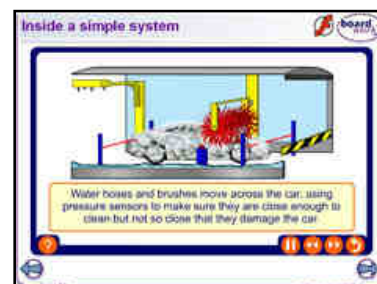 Inside a simple system
board
works
Water hoses and brushes move across the car, using
pressure sensors to make sure they are close enough to
clean but not so close that they damage the car.
?